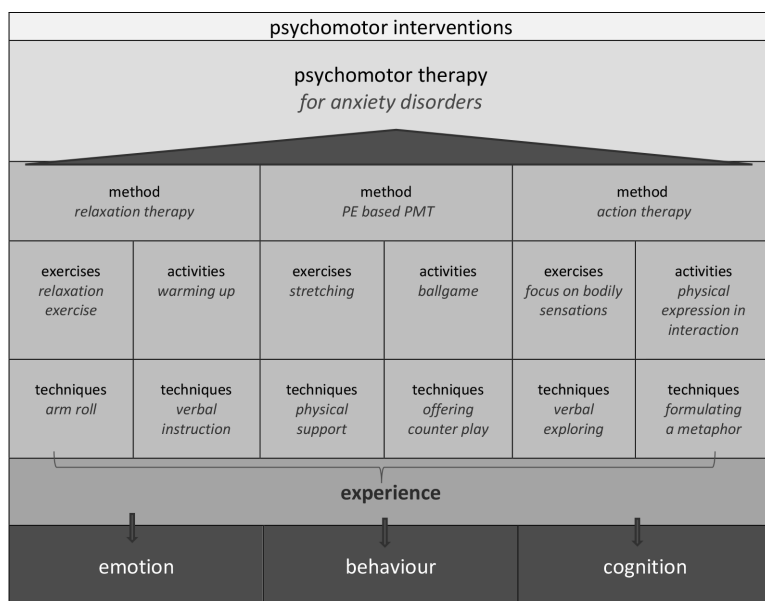 psychomotor interventions
psychomotor therapy
for anxiety disorders
method
relaxation therapy
method
PE based PMT
method
action therapy
exercises
relaxation
exercise
activities
warming up
exercises
stretching
activities
ballgame
exercises
focus on bodily
sensations
activities
physical
expression in
interaction
techniques
arm roll
techniques
verbal
instruction
techniques
physical
support
techniques
offering
counter play
techniques
verbal
exploring
techniques
formulating
a metaphor
experience
emotion
behaviour
cognition